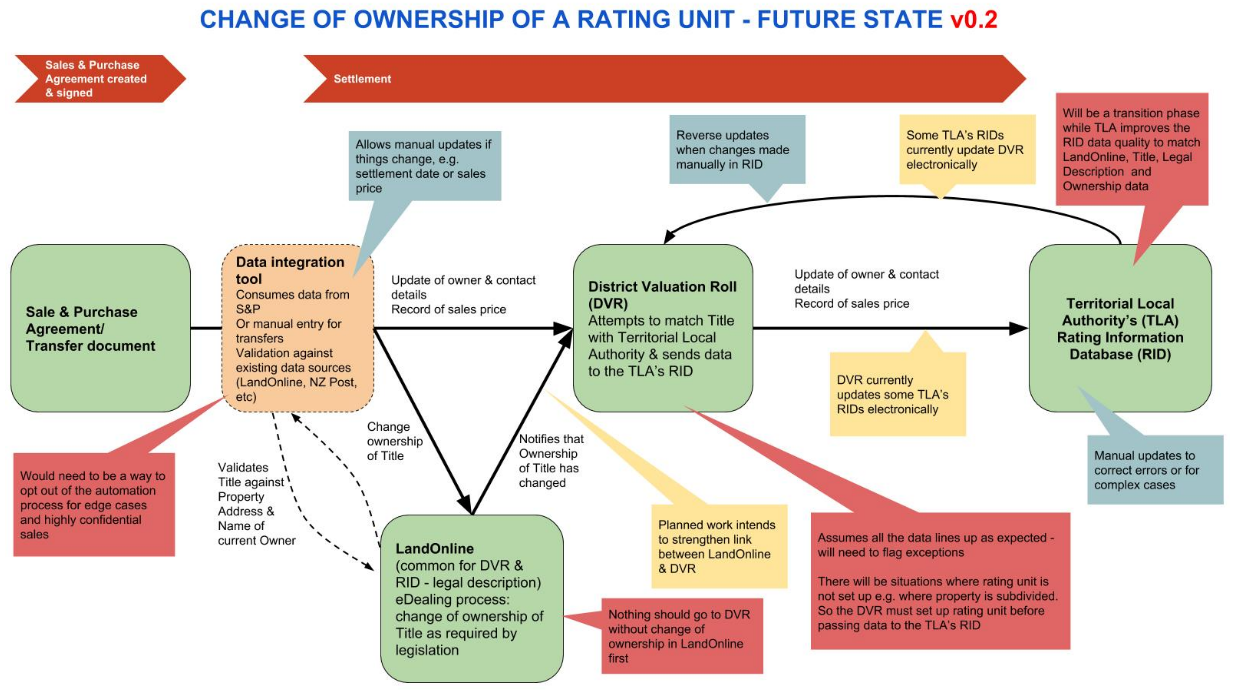 CHANGE OF OWNERSHIP OF A RATING UNIT - FUTURE STATE v0.2
Sales & Purchase
Agreement created
& signed
Settlement
Allows manual updates if
things change, e.g.
settlement date or sales
price
Reverse updates
when changes made
manually in RID
Some TLA's RIDs
currently update DVR
electronically
Will be a transition phase
while TLA improves the
RID data quality to match
LandOnline, Title, Legal
Description and
Ownership data
Sale & Purchase
Agreement/
Transfer document
Data integration
tool
Consumes data from
S&P
Or manual entry for
transfers
Validation against
existing data sources
(LandOnline, NZ Post,
etc)
Update of owner & contact
details
Record of sales price
District Valuation Roll
(DVR)
Attempts to match Title
with Territorial Local
Authority & sends data
to the TLA's RID
Update of owner & contact
details
Record of sales price
Territorial Local
Authority's (TLA)
Rating Information
Database (RID)
DVR currently
updates some TLA's
RIDs electronically
Change
ownership
of Title
Notifies that
Ownership
of Title has
changed
Validates
Title against
Property
Address &
Name of
current Owner
Would need to be a way to
opt out of the automation
process for edge cases
and highly confidential
sales
Manual updates to
correct errors or for
complex cases
Planned work intends
to strengthen link
between LandOnline
& DVR
Assumes all the data lines up as expected -
will need to flag exceptions
There will be situations where rating unit is
not set up e.g. where property is subdivided.
So the DVR must set up rating unit before
passing data to the TLA's RID
LandOnline
(common for DVR &
RID - legal description)
eDealing process:
change of ownership of
Title as required by
legislation
Nothing should go to DVR
without change of
ownership in LandOnline
first